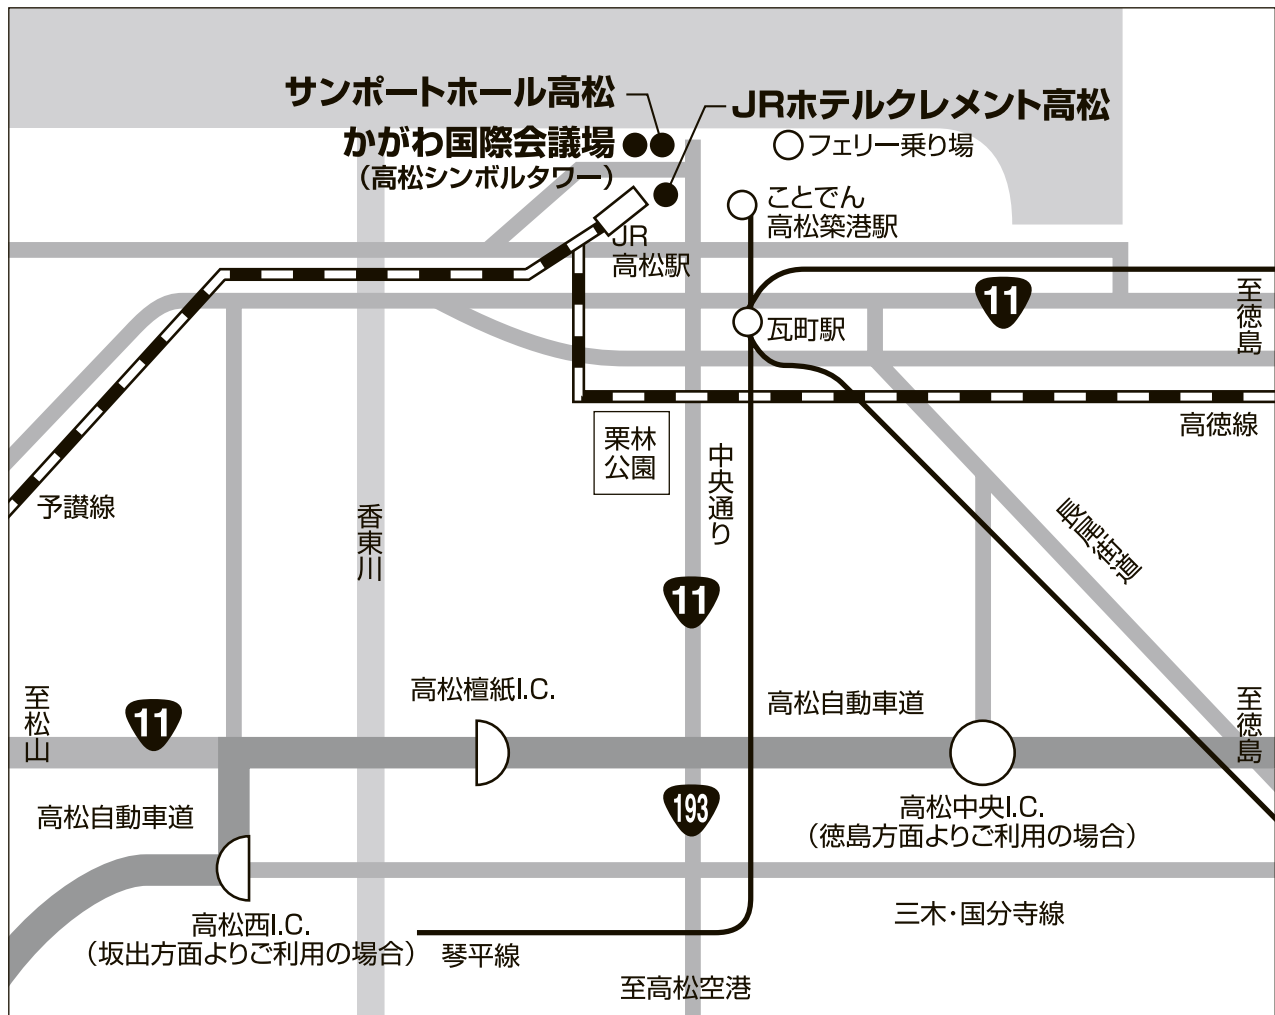 サンポートホール高松
JRホテルクレメント高松
かがわ国際会議場
（高松シンボルタワー）
フェリー乗り場
ことでん
高松築港駅
JR
高松駅
11
至徳島
瓦町駅
高徳線
栗林
公園
中央通り
予讃線
香東川
長尾街道
11
至松山
11
高松檀紙I.C.
高松自動車道
至徳島
高松自動車道
193
高松中央I.C.
（徳島方面よりご利用の場合）
高松西I.C.
（坂出方面よりご利用の場合）
琴平線
三木・国分寺線
至高松空港